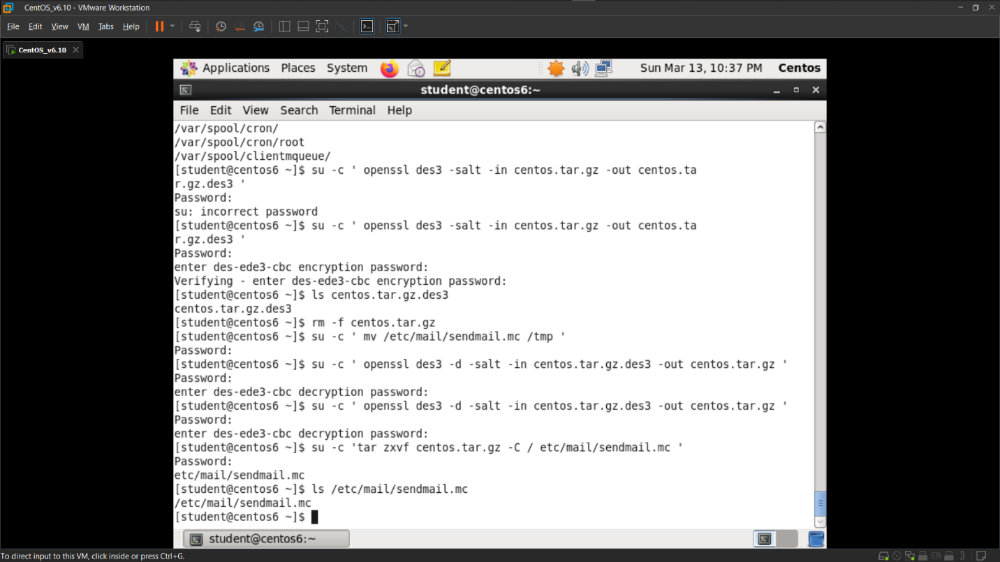 CentOS_v6.10 - VMware Workstation
File Edit View VM Tabs Help
CentOS_v6.10
Applications Places System Sun Mar 13, 10:37 PM Centos
student@centos6:~
File Edit View Search Terminal Help
/var/spool/cron/
/var/spool/cron/root
/var/spool/clientmqueue/
[student@centos6 ~]$ su -c ' openssl des3 -salt -in centos.tar.gz -out centos.ta
r.gz.des3 '
Password:
su: incorrect password
[student@centos6 ~]$ su -c ' openssl des3 -salt -in centos.tar.gz -out centos.ta
r.gz.des3 '
Password:
enter des-ede3-cbc encryption password:
Verifying - enter des-ede3-cbc encryption password:
[student@centos6 ~]$ ls centos.tar.gz.des3
centos.tar.gz.des3
[student@centos6 ~]$ rm -f centos.tar.gz
[student@centos6 ~]$ su -c ' mv /etc/mail/sendmail.mc /tmp '
Password:
[student@centos6 ~]$ su -c ' openssl des3 -d -salt -in centos.tar.gz.des3 -out centos.tar.gz '
Password:
enter des-ede3-cbc decryption password:
[student@centos6 ~]$ su -c ' openssl des3 -d -salt -in centos.tar.gz.des3 -out centos.tar.gz '
Password:
enter des-ede3-cbc decryption password:
[student@centos6 ~]$ su -c 'tar zxvf centos.tar.gz -C / etc/mail/sendmail.mc '
Password:
etc/mail/sendmail.mc
[student@centos6 ~]$ ls /etc/mail/sendmail.mc
/etc/mail/sendmail.mc
[student@centos6 ~]$
student@centos6:~
To direct input to this VM, click inside or press Ctrl+G.